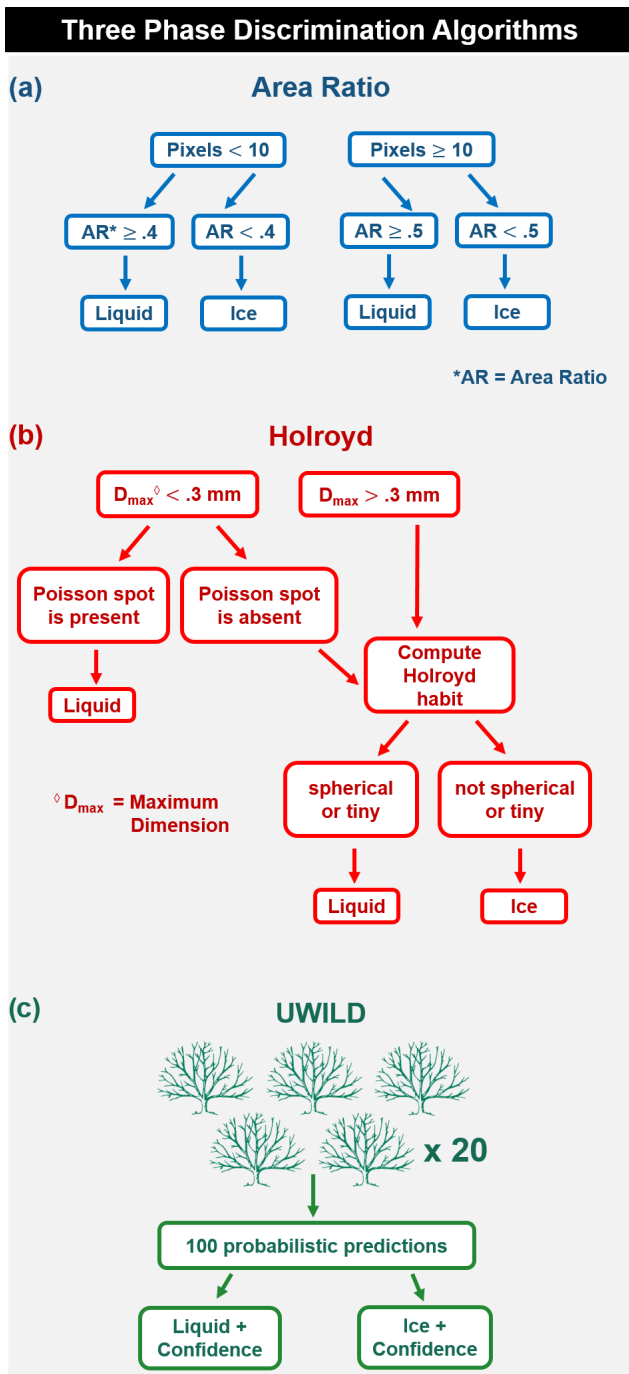 Three Phase Discrimination Algorithms
(a)
Area Ratio
Pixels < 10
Pixels ≥ 10
AR* ≥ .4
AR < .4
AR ≥ .5
AR < .5
Liquid
Ice
Liquid
Ice
*AR = Area Ratio
(b)
Holroyd
Dmax◊ < .3 mm
Dmax > .3 mm
Poisson spot
is present
Poisson spot
is absent
Compute
Holroyd
habit
Liquid
◊ Dmax = Maximum
Dimension
spherical
or tiny
not spherical
or tiny
Liquid
Ice
(c)
UWILD
x 20
100 probabilistic predictions
Liquid +
Confidence
Ice +
Confidence